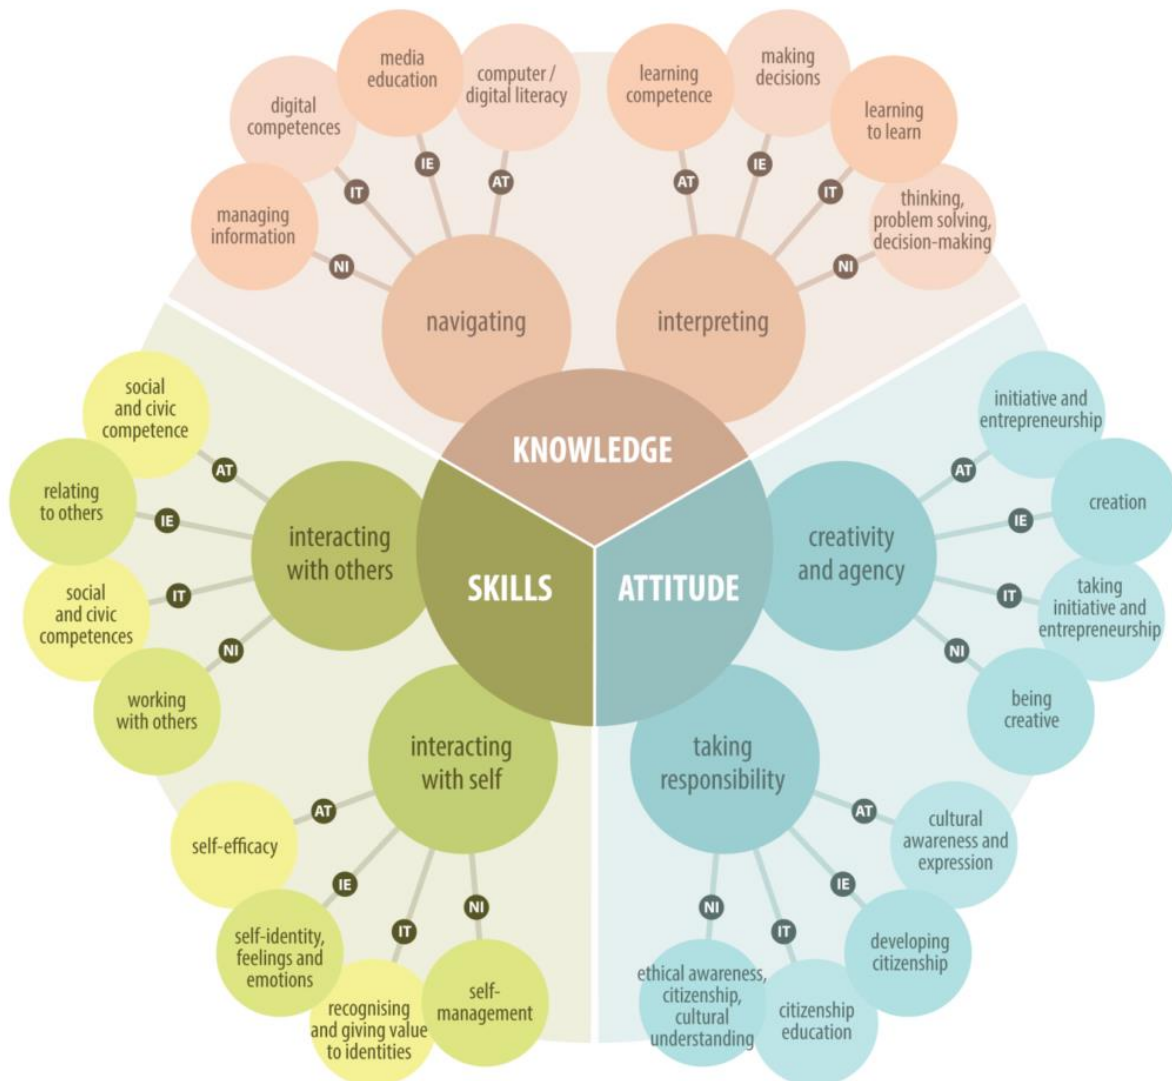 media
education
computer /
digital literacy
digital
competences
managing
information
IE
AT
IT
NI
navigating
learning
competence
making
decisions
learning
to learn
thinking,
problem solving,
decision-making
AT
IE
IT
NI
interpreting
KNOWLEDGE
SKILLS
ATTITUDE
social
and civic
competence
relating
to others
social
and civic
competences
working
with others
AT
IE
IT
NI
interacting
with others
initiative and
entrepreneurship
creation
taking
initiative and
entrepreneurship
being
creative
AT
IE
IT
NI
creativity
and agency
interacting
with self
AT
IE
IT
NI
self-efficacy
self-identity,
feelings and
emotions
recognising
and giving value
to identities
self-
management
taking
responsibility
AT
IE
IT
NI
cultural
awareness and
expression
developing
citizenship
citizenship
education
ethical awareness,
citizenship,
cultural
understanding